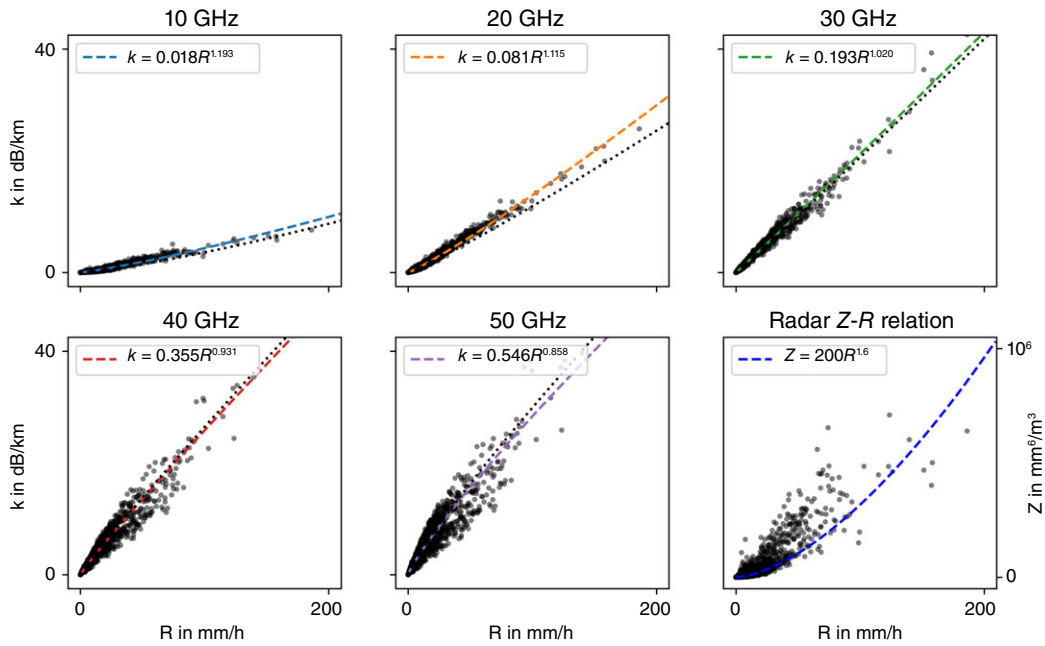 10 GHz
20 GHz
30 GHz
40
k = 0.018R^1.193
k = 0.081R^1.115
k = 0.193R^1.020
k in dB/km
0
40 GHz
50 GHz
Radar Z-R relation
40
k = 0.355R^0.931
k = 0.546R^0.858
Z = 200R^1.6
10^6
k in dB/km
Z in mm^6/m^3
0
0
0
200
0
200
0
200
R in mm/h
R in mm/h
R in mm/h